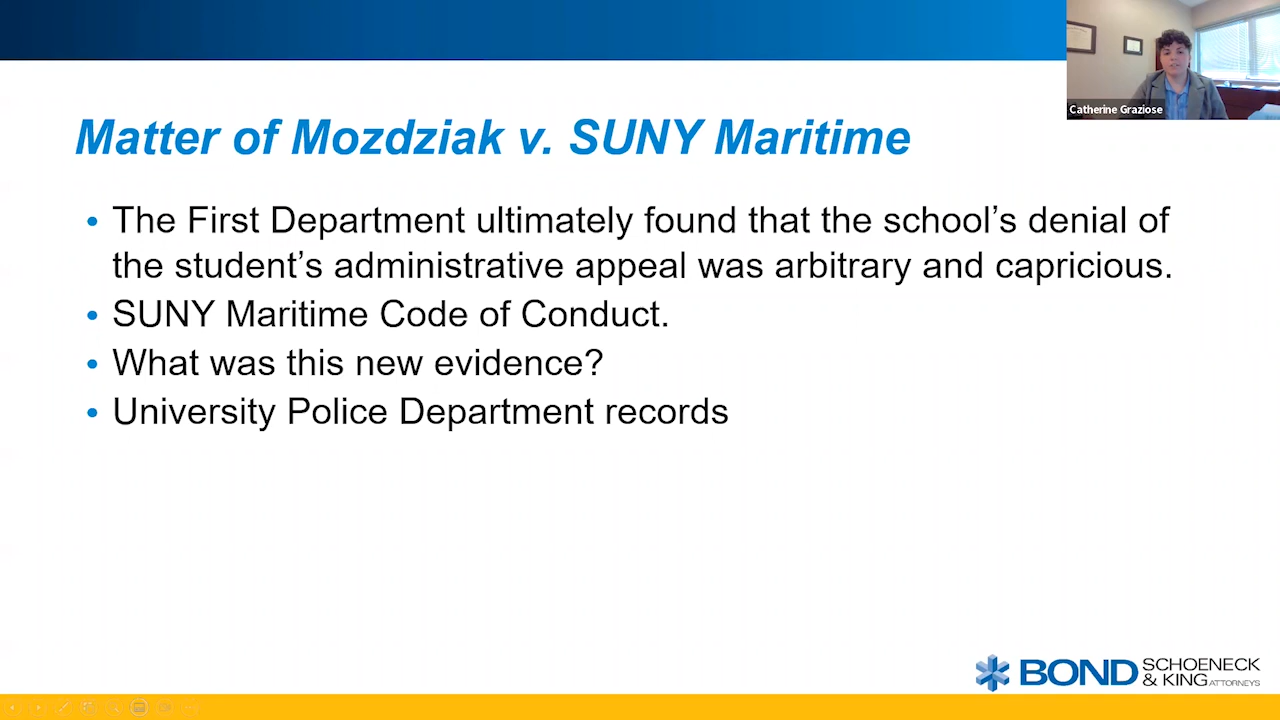 Catherine Graziose
Matter of Mozdziak v. SUNY Maritime
• The First Department ultimately found that the school’s denial of
the student’s administrative appeal was arbitrary and capricious.
• SUNY Maritime Code of Conduct.
• What was this new evidence?
• University Police Department records
BOND SCHOENECK
& KING ATTORNEYS